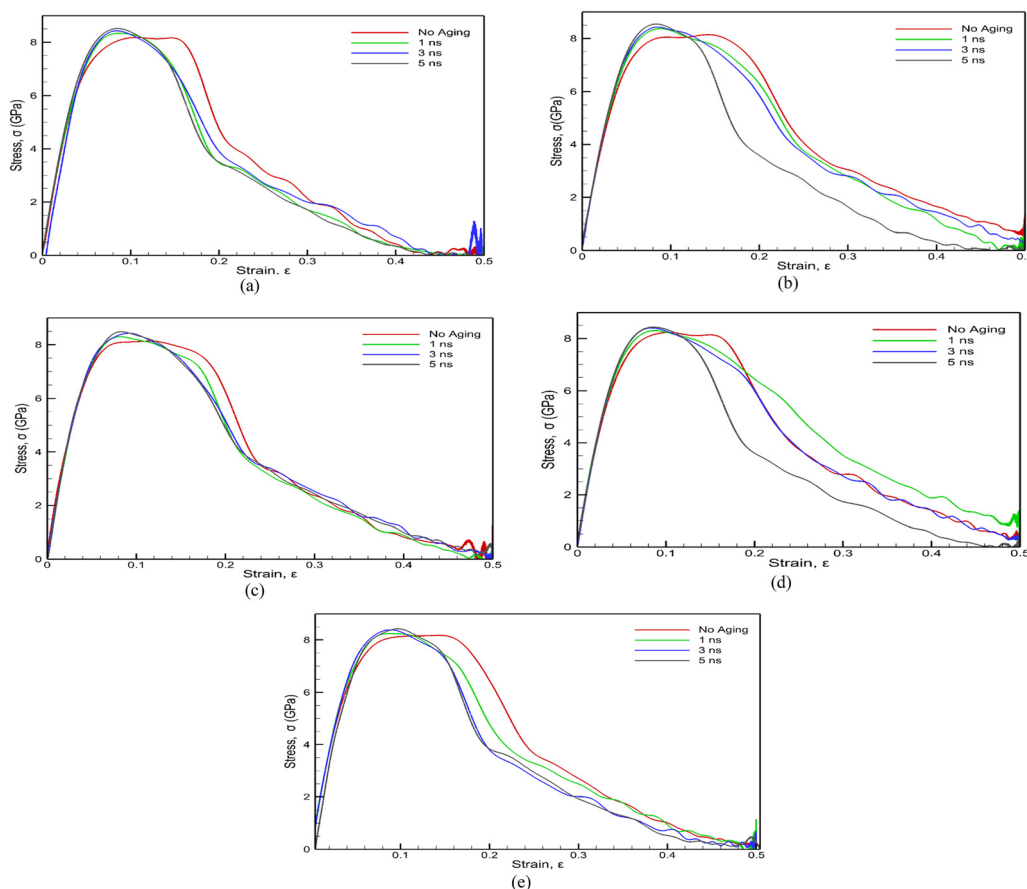 No Aging
1 ns
3 ns
5 ns
Stress, σ (GPa)
8
6
4
2
0
0
0.1
0.2
0.3
0.4
0.5
Strain. ε
(a)
No Aging
1 ns
3 ns
5 ns
Stress, σ(GPa)
8
6
4
2
0
0
0.1
0.2
0.3
0.4
0.5
Strain, ε
(b)
No Aging
1 ns
3 ns
5 ns
Stress, σ (GPa)
8
6
4
2
0
0
0.1
0.2
0.3
0.4
0.5
Strain, ε
(c)
No Aging
1 ns
3 ns
5 ns
Stress, σ (GPa)
8
6
4
2
0
0
0.1
0.2
0.3
0.4
0.5
Strain, ε
(d)
No Aging
1 ns
3 ns
5 ns
Stress, σ (GPa)
8
6
4
2
0
0.1
0.2
0.3
0.4
0.5
Strain, ε
(e)